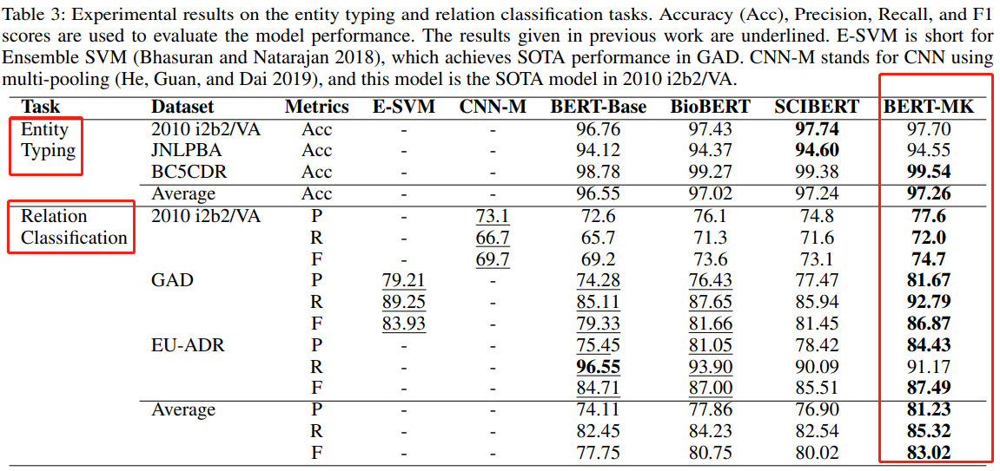 Table 3: Experimental results on the entity typing and relation classification tasks. Accuracy (Acc), Precision, Recall, and F1
scores are used to evaluate the model performance. The results given in previous work are underlined. E-SVM is short for
Ensemble SVM (Bhasuran and Natarajan 2018), which achieves SOTA performance in GAD. CNN-M stands for CNN using
multi-pooling (He, Guan, and Dai 2019), and this model is the SOTA model in 2010 i2b2/VA.
Task Dataset Metrics E-SVM CNN-M BERT-Base BioBERT SCIBERT BERT-MK
Entity 2010 i2b2/VA Acc - - 96.76 97.43 97.74 97.70
Typing JNLPBA Acc - - 94.12 94.37 94.60 94.55
BC5CDR Acc - - 98.78 99.27 99.38 99.54
Average Acc - - 96.55 97.02 97.24 97.26
Relation 2010 i2b2/VA P - 73.1 72.6 76.1 74.8 77.6
Classification R - 66.7 65.7 71.3 71.6 72.0
F - 69.7 69.2 73.6 73.1 74.7
GAD P 79.21 - 74.28 76.43 77.47 81.67
R 89.25 - 85.11 87.65 85.94 92.79
F 83.93 - 79.33 81.66 81.45 86.87
EU-ADR P - - 75.45 81.05 78.42 84.43
R - - 96.55 93.90 90.09 91.17
F - - 84.71 87.00 85.51 87.49
Average P - - 74.11 77.86 76.90 81.23
R - - 82.45 84.23 82.54 85.32
F - - 77.75 80.75 80.02 83.02